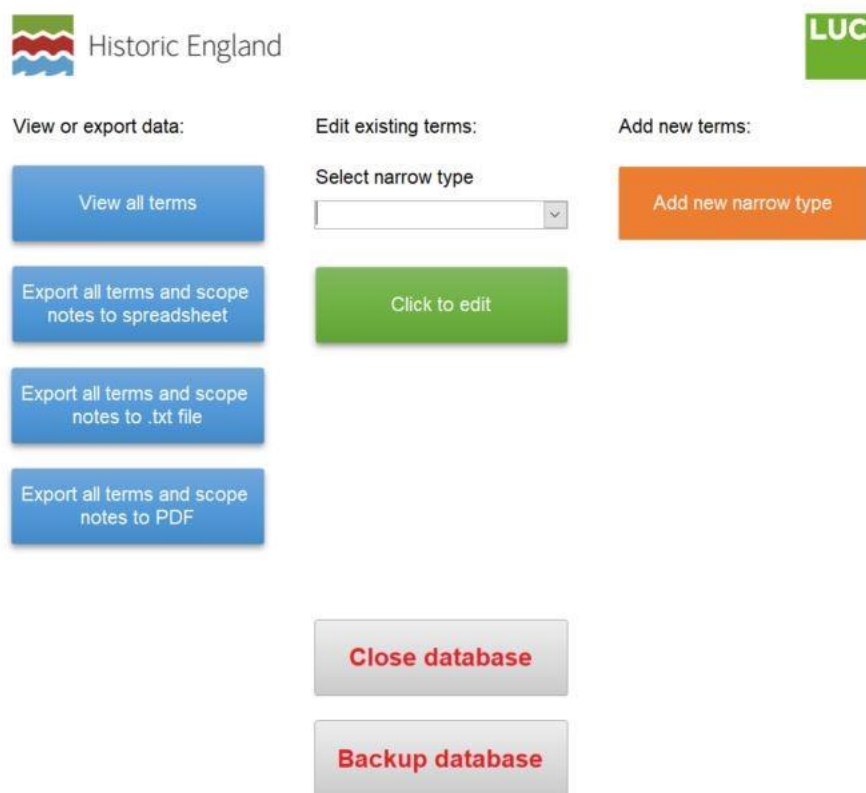 Historic England
LUC
View or export data:
Edit existing terms:
Add new terms:
View all terms
Select narrow type
Add new narrow type
Export all terms and scope
notes to spreadsheet
Click to edit
Export all terms and scope
notes to .txt file
Export all terms and scope
notes to PDF
Close database
Backup database